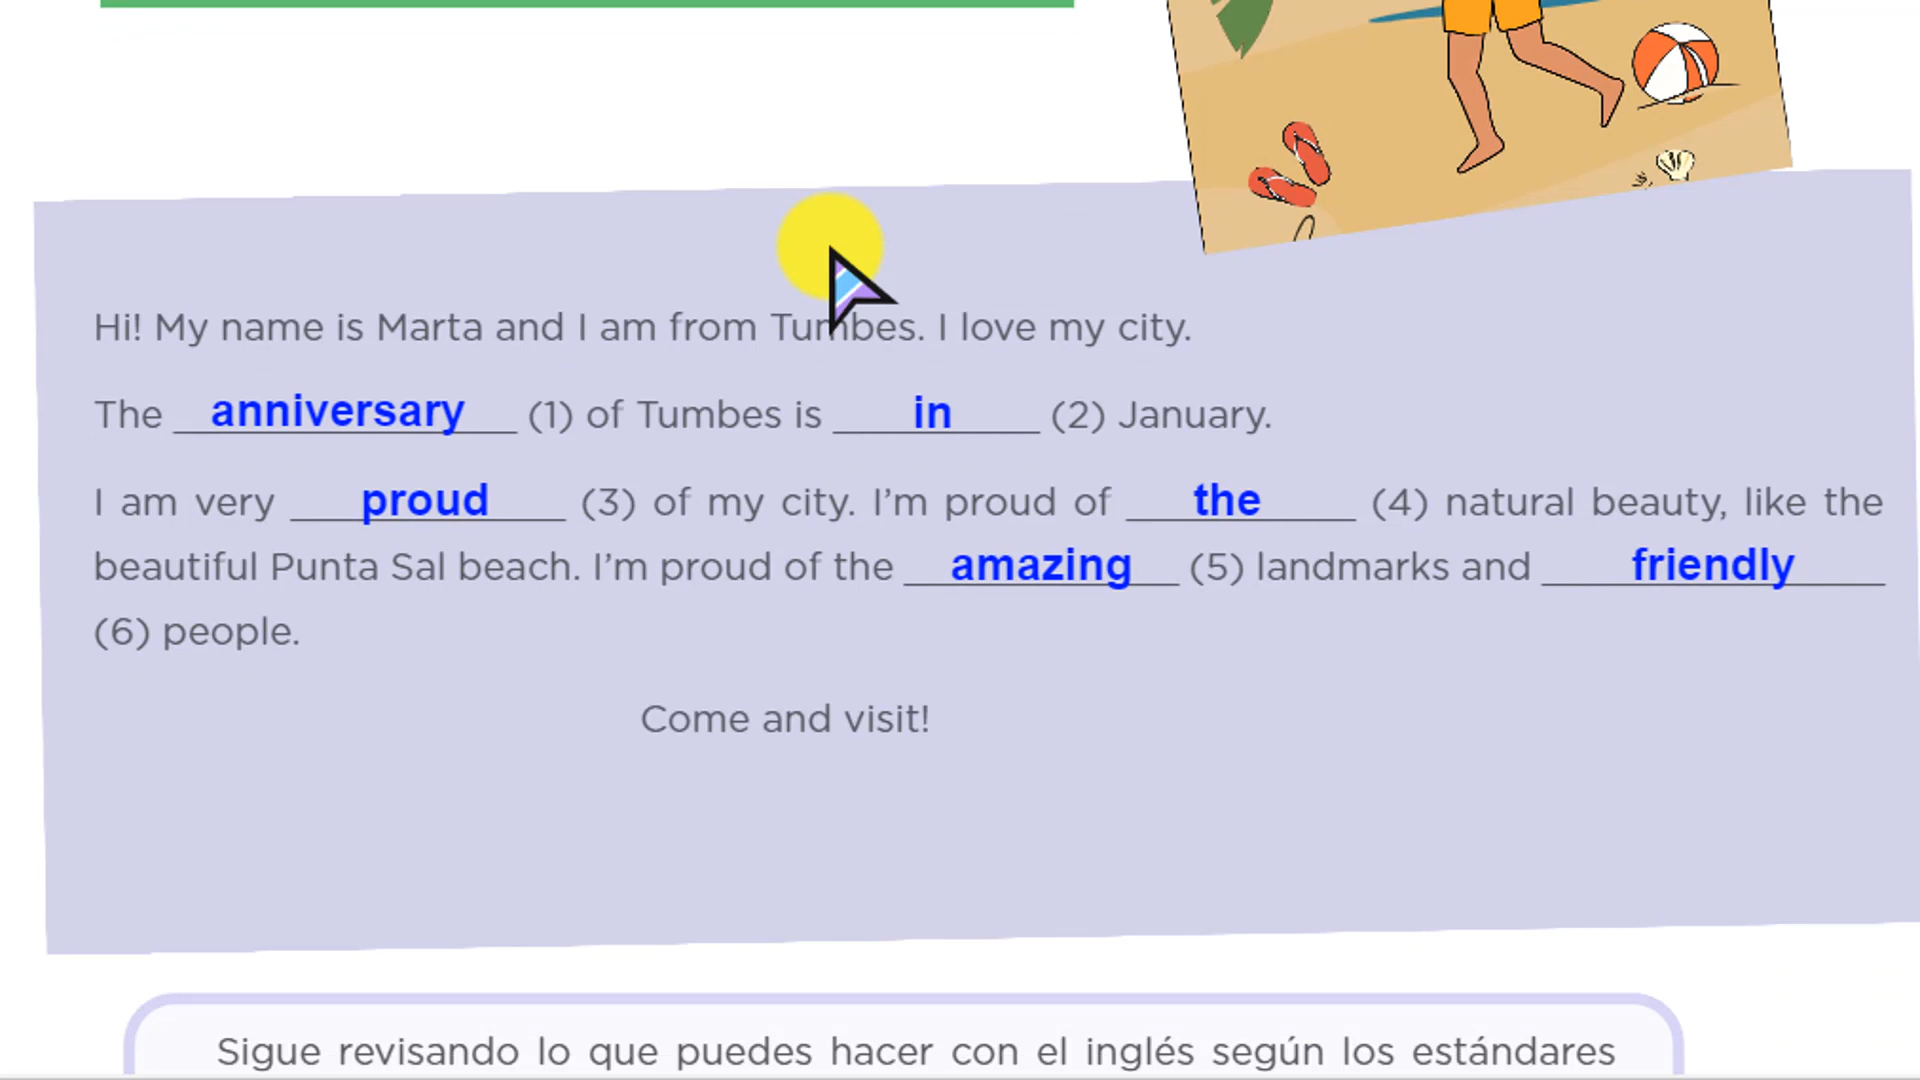 Hi! My name is Marta and I am from Tumbes. I love my city.
The anniversary (1) of Tumbes is in (2) January.
I am very proud (3) of my city. I'm proud of the (4) natural beauty, like the
beautiful Punta Sal beach. I'm proud of the amazing (5) landmarks and friendly
(6) people.
Come and visit!
Sigue revisando lo que puedes hacer con el inglés según los estándares